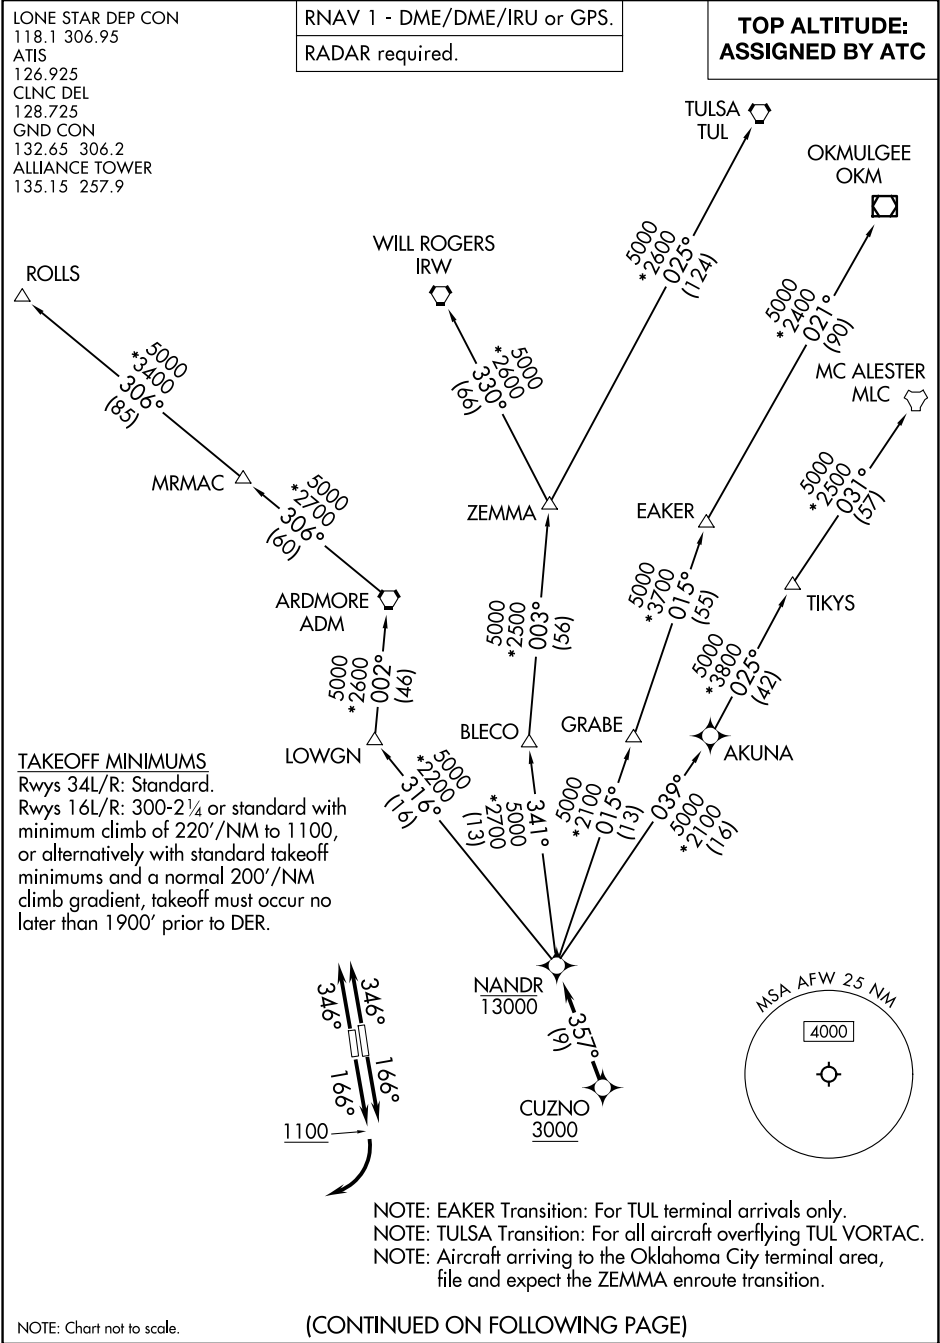 LONE STAR DEP CON
118.1 306.95
ATIS
126.925
CLNC DEL
128.725
GND CON
132.65 306.2
ALLIANCE TOWER
135.15 257.9
RNAV 1 - DME/DME/IRU or GPS.
RADAR required.
TOP ALTITUDE:
ASSIGNED BY ATC
TULSA
TUL
OKMULGEE
OKM
WILL ROGERS
IRW
ROLLS
5000
*2600
025°
(124)
5000
*2400
021°
(90)
5000
*3400
306°
(85)
5000
*2600
330°
(66)
MC ALESTER
MLC
MRMAC
5000
*2700
306°
(60)
ZEMMA
EAKER
5000
*2500
031°
(57)
ARDMORE
ADM
5000
*2500
003°
(56)
5000
*3700
015°
(55)
TIKYS
5000
*2600
002°
(46)
5000
*3800
025°
(42)
LOWGN
BLECO
GRABE
AKUNA
5000
*2200
316°
(16)
341°
5000
*2700
(13)
5000
*2100
015°
(13)
039°
5000
*2100
(16)
TAKEOFF MINIMUMS
Rwys 34L/R: Standard.
Rwys 16L/R: 300-2¼ or standard with
minimum climb of 220'/NM to 1100,
or alternatively with standard takeoff
minimums and a normal 200'/NM
climb gradient, takeoff must occur no
later than 1900' prior to DER.
NANDR
13000
357°
(9)
CUZNO
3000
346°
346°
166°
166°
1100
MSA AFW 25 NM
4000
NOTE: EAKER Transition: For TUL terminal arrivals only.
NOTE: TULSA Transition: For all aircraft overflying TUL VORTAC.
NOTE: Aircraft arriving to the Oklahoma City terminal area,
file and expect the ZEMMA enroute transition.
NOTE: Chart not to scale.
(CONTINUED ON FOLLOWING PAGE)